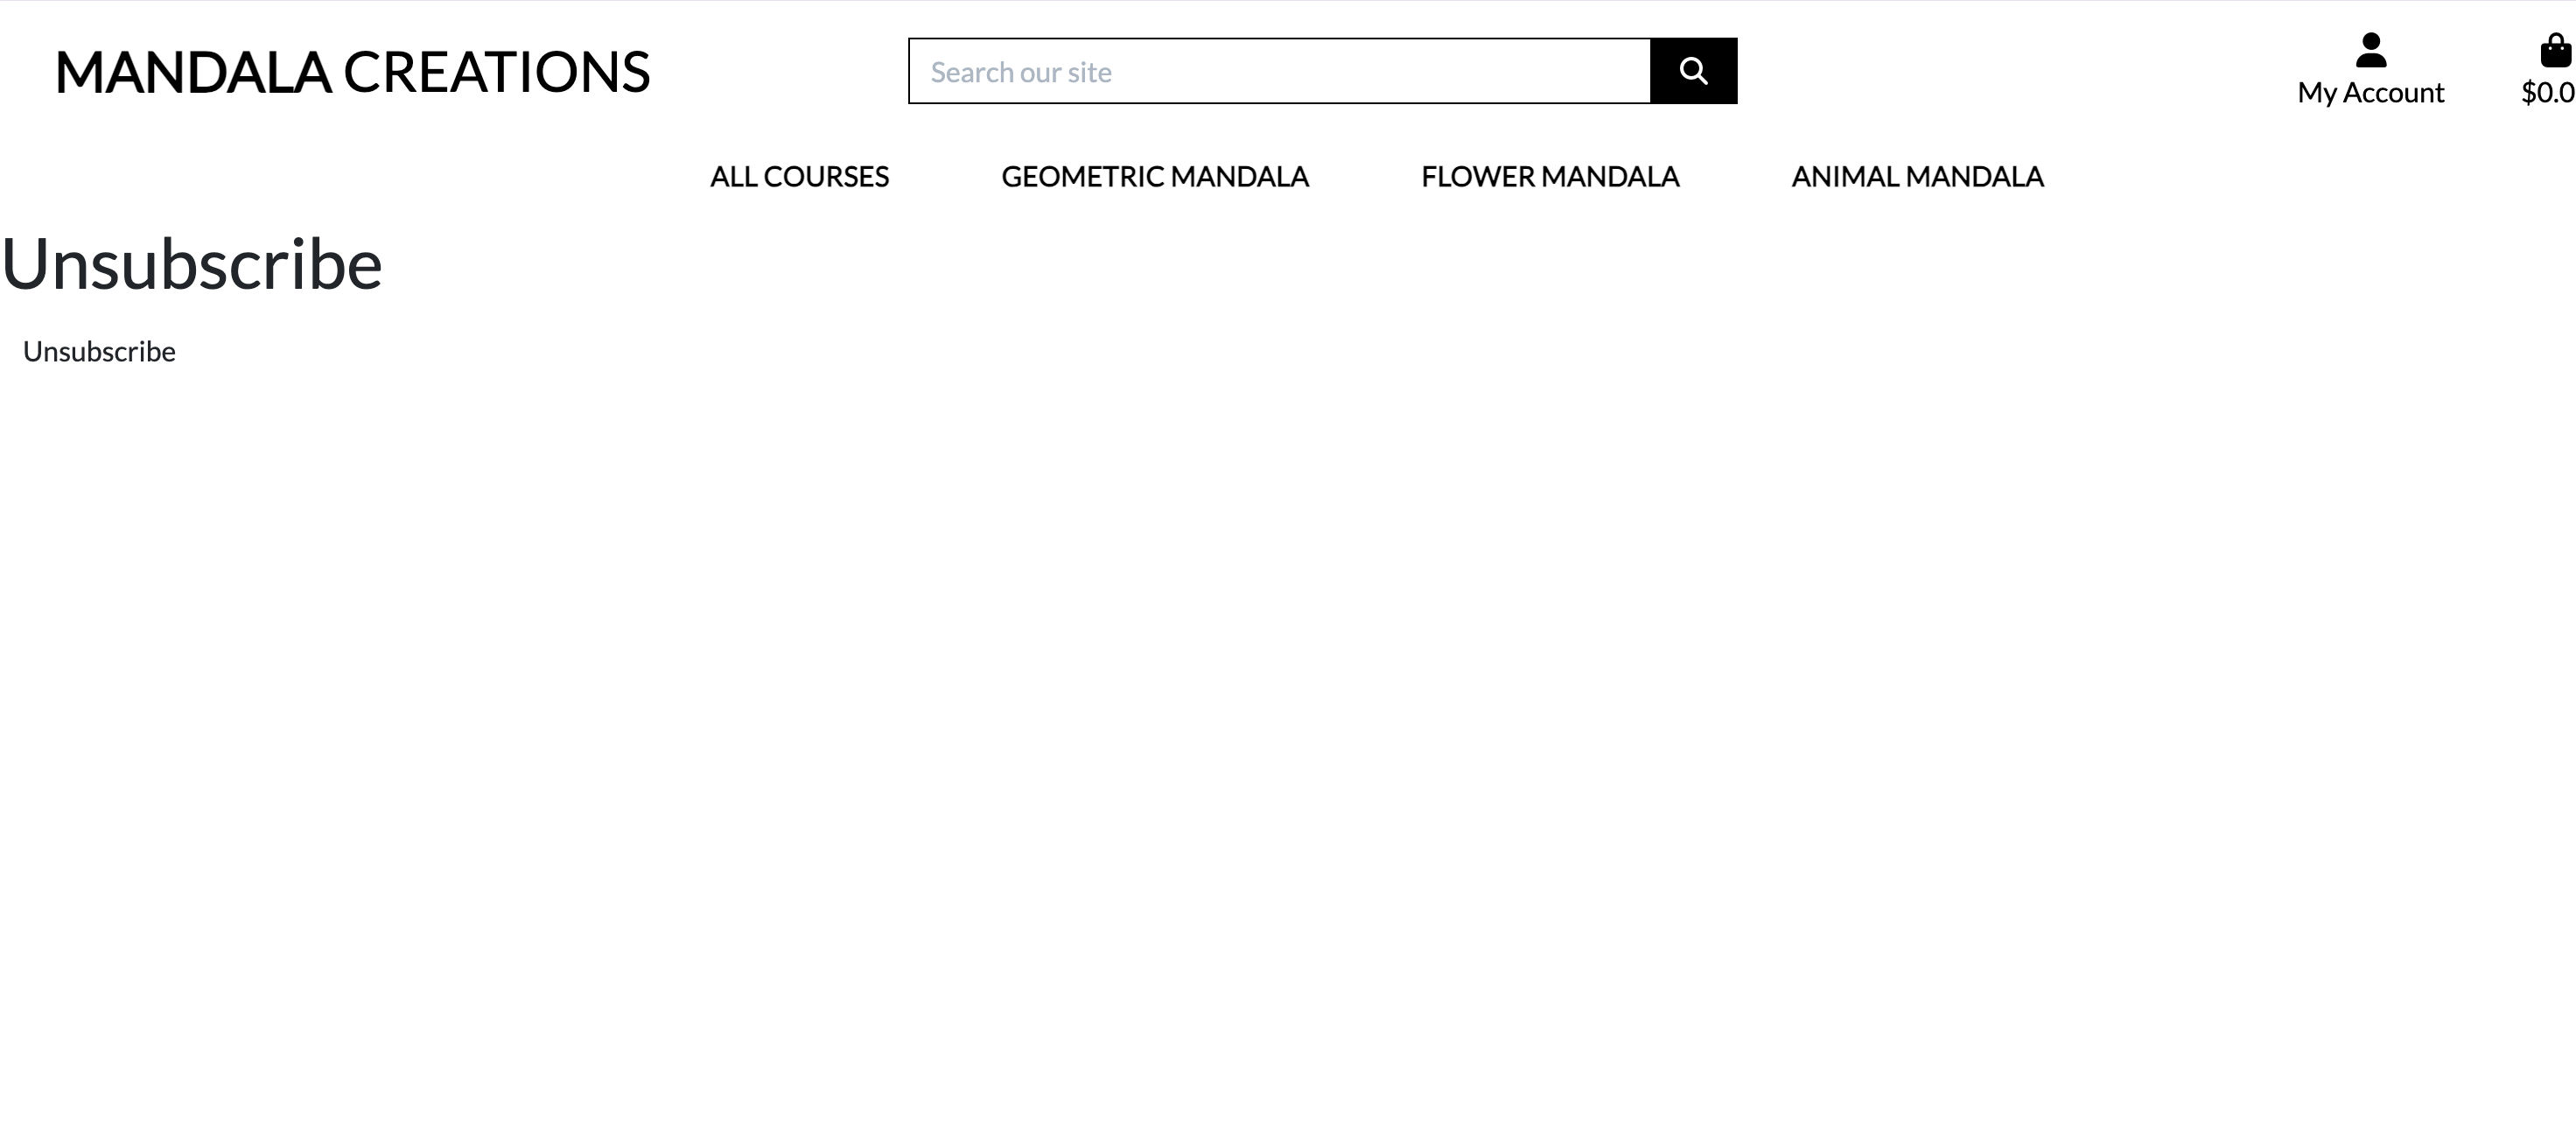 MANDALA CREATIONS
Search our site
My Account
$0.0
ALL COURSES
GEOMETRIC MANDALA
FLOWER MANDALA
ANIMAL MANDALA
Unsubscribe
Unsubscribe